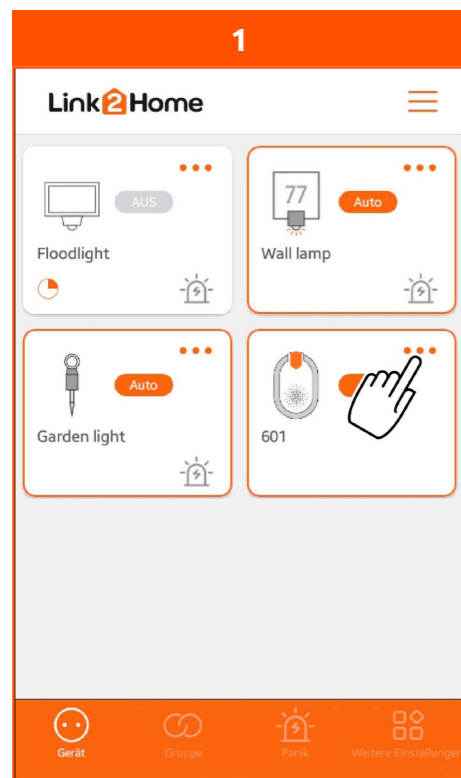 1
Link2Home
AUS
Floodlight
77
Auto
Wall lamp
Auto
Garden light
601
Gerät
Gruppe
Panik
Weitere Einstellungen